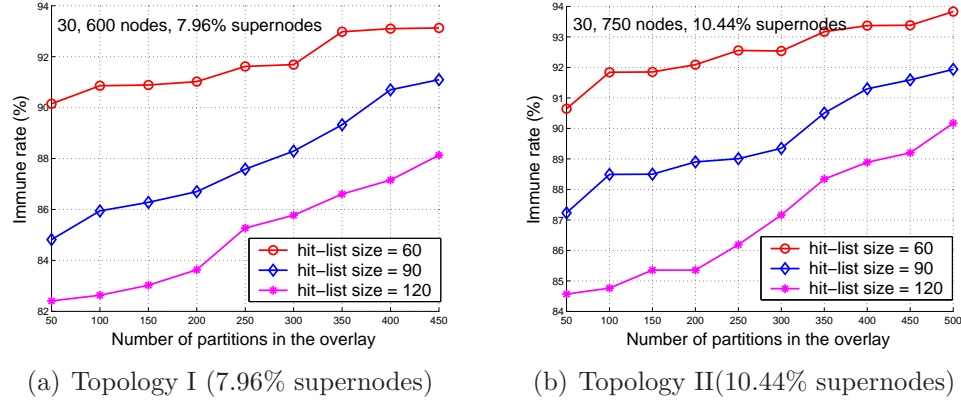 30, 600 nodes, 7.96% supernodes
Immune rate (%)
94
92
90
88
86
84
82
50 100 150 200 250 300 350 400 450
Number of partitions in the overlay
hit-list size = 60
hit-list size = 90
hit-list size = 120
(a) Topology I (7.96% supernodes)
30, 750 nodes, 10.44% supernodes
Immune rate (%)
94
93
92
91
90
89
88
87
86
85
84
50 100 150 200 250 300 350 400 450 500
Number of partitions in the overlay
hit-list size = 60
hit-list size = 90
hit-list size = 120
(b) Topology II(10.44% supernodes)